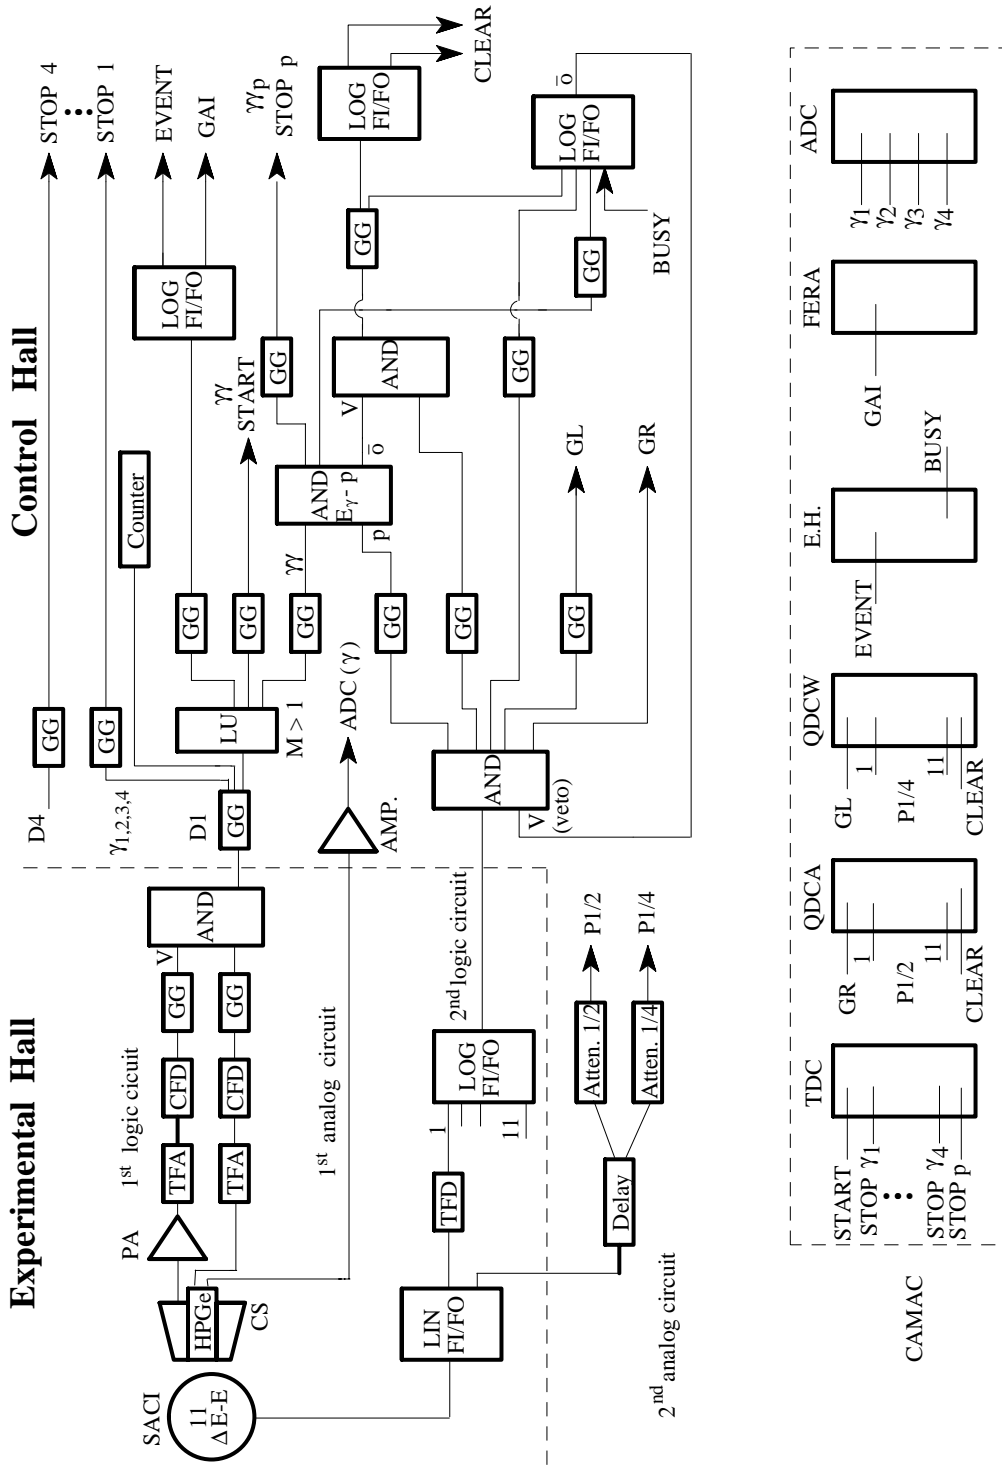 Experimental Hall
Control Hall
SACI
11
ΔE-E
HPGe
CS
PA
TFA
CFD
GG
V
TFA
CFD
GG
AND
1st logic cicuit
D4
GG
STOP 4
γ1,2,3,4
GG
STOP 1
D1
GG
Counter
LU
M > 1
GG
GG
GG
LOG
FI/FO
EVENT
GAI
γγ
START
γγ
AND
Eγ- p
p
o̅
GG
γγp
STOP p
V
AND
GG
LOG
FI/FO
CLEAR
1st analog circuit
AMP.
ADC (γ)
LIN
FI/FO
TFD
1
11
LOG
FI/FO
2nd logic circuit
AND
V
(veto)
GG
GG
GG
GL
GR
GG
GG
LOG
FI/FO
o̅
BUSY
2nd analog circuit
Delay
Atten. 1/2
Atten. 1/4
P1/2
P1/4
CAMAC
TDC
START
STOP γ1
STOP γ4
STOP p
QDCA
GR
1
P1/2
11
CLEAR
QDCW
GL
1
P1/4
11
CLEAR
E.H.
EVENT
BUSY
FERA
GAI
ADC
γ1
γ2
γ3
γ4